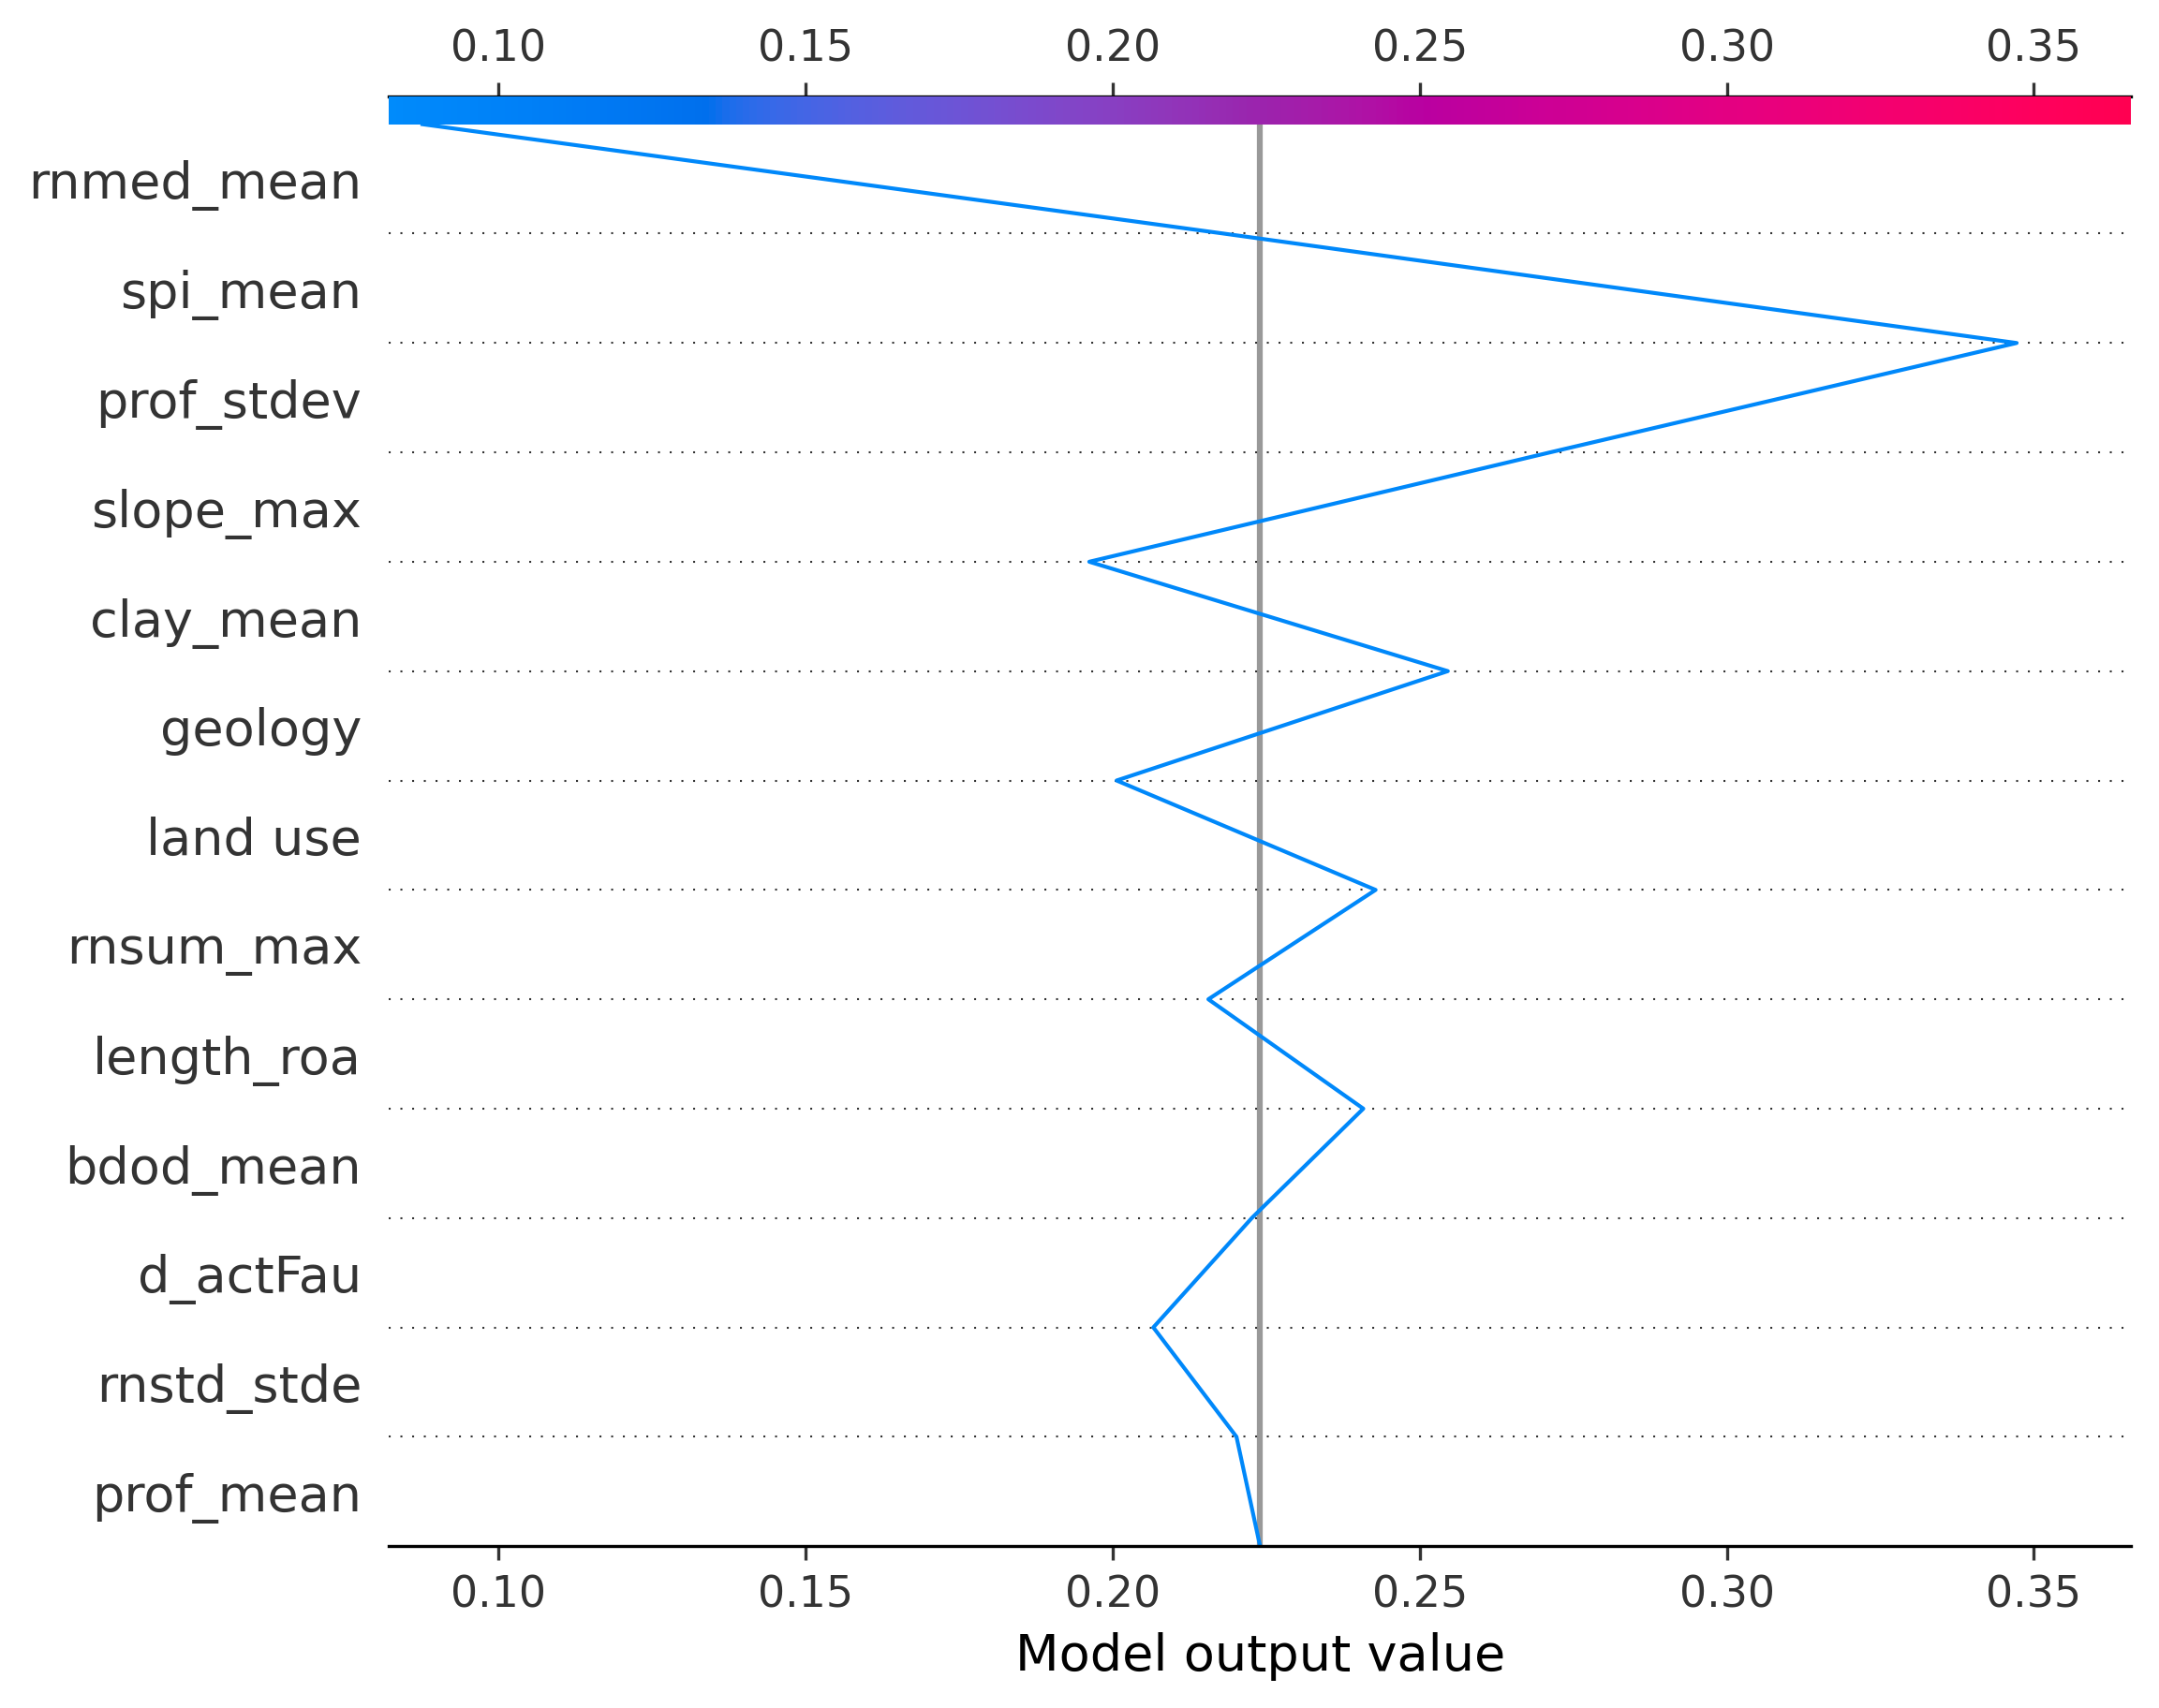 0.10 0.15 0.20 0.25 0.30 0.35
rnmed_mean
spi_mean
prof_stdev
slope_max
clay_mean
geology
land use
rnsum_max
length_roa
bdod_mean
d_actFau
rnstd_stde
prof_mean
0.10 0.15 0.20 0.25 0.30 0.35
Model output value